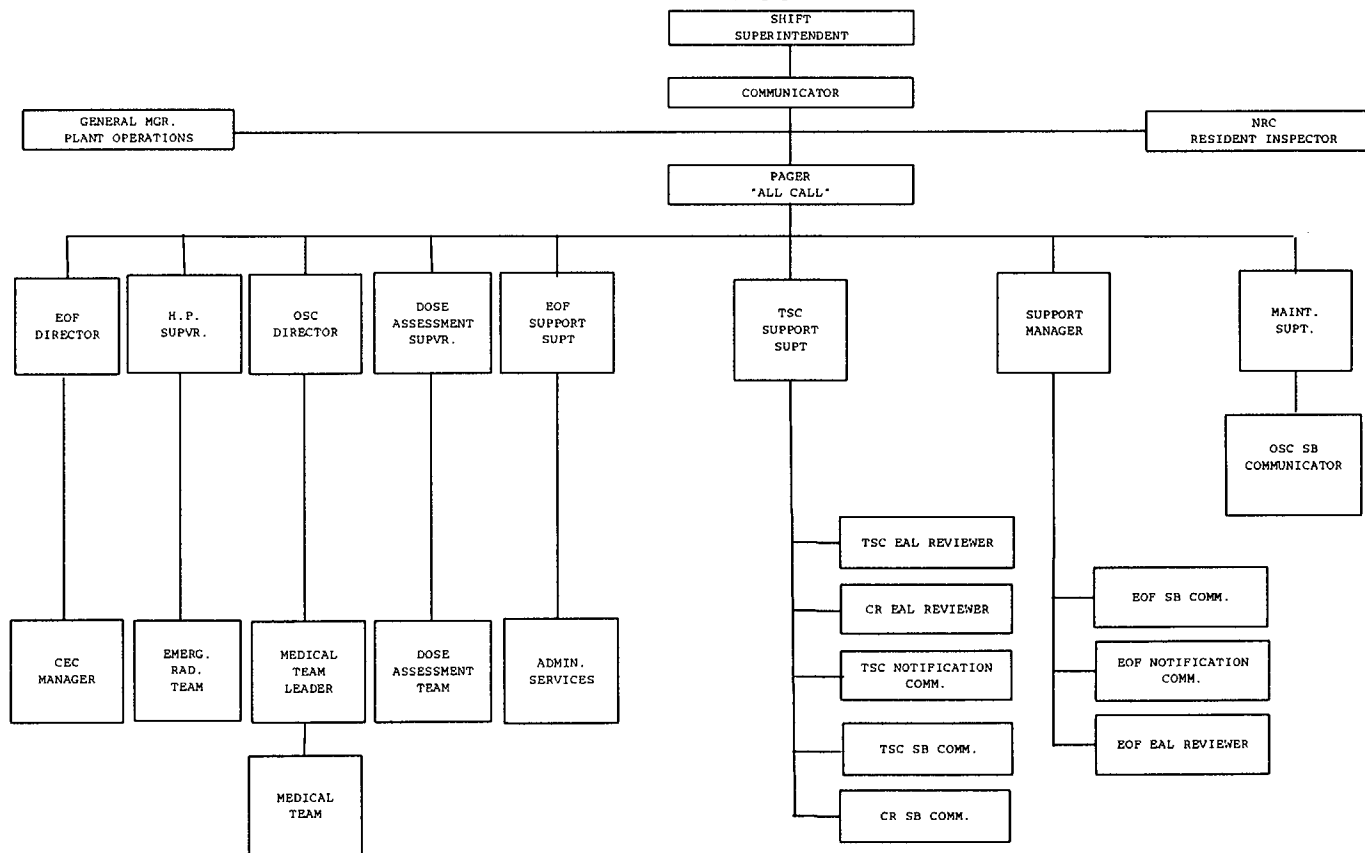 SHIFT
SUPERINTENDENT
COMMUNICATOR
GENERAL MGR.
PLANT OPERATIONS
NRC
RESIDENT INSPECTOR
PAGER
"ALL CALL"
EOF
DIRECTOR
H.P.
SUPVR.
OSC
DIRECTOR
DOSE
ASSESSMENT
SUPVR.
EOF
SUPPORT
SUPT
TSC
SUPPORT
SUPT
SUPPORT
MANAGER
MAINT.
SUPT.
OSC SB
COMMUNICATOR
TSC EAL REVIEWER
CR EAL REVIEWER
TSC NOTIFICATION
COMM.
TSC SB COMM.
CR SB COMM.
EOF SB COMM.
EOF NOTIFICATION
COMM.
EOF EAL REVIEWER
CEC
MANAGER
EMERG.
RAD.
TEAM
MEDICAL
TEAM
LEADER
DOSE
ASSESSMENT
TEAM
ADMIN.
SERVICES
MEDICAL
TEAM